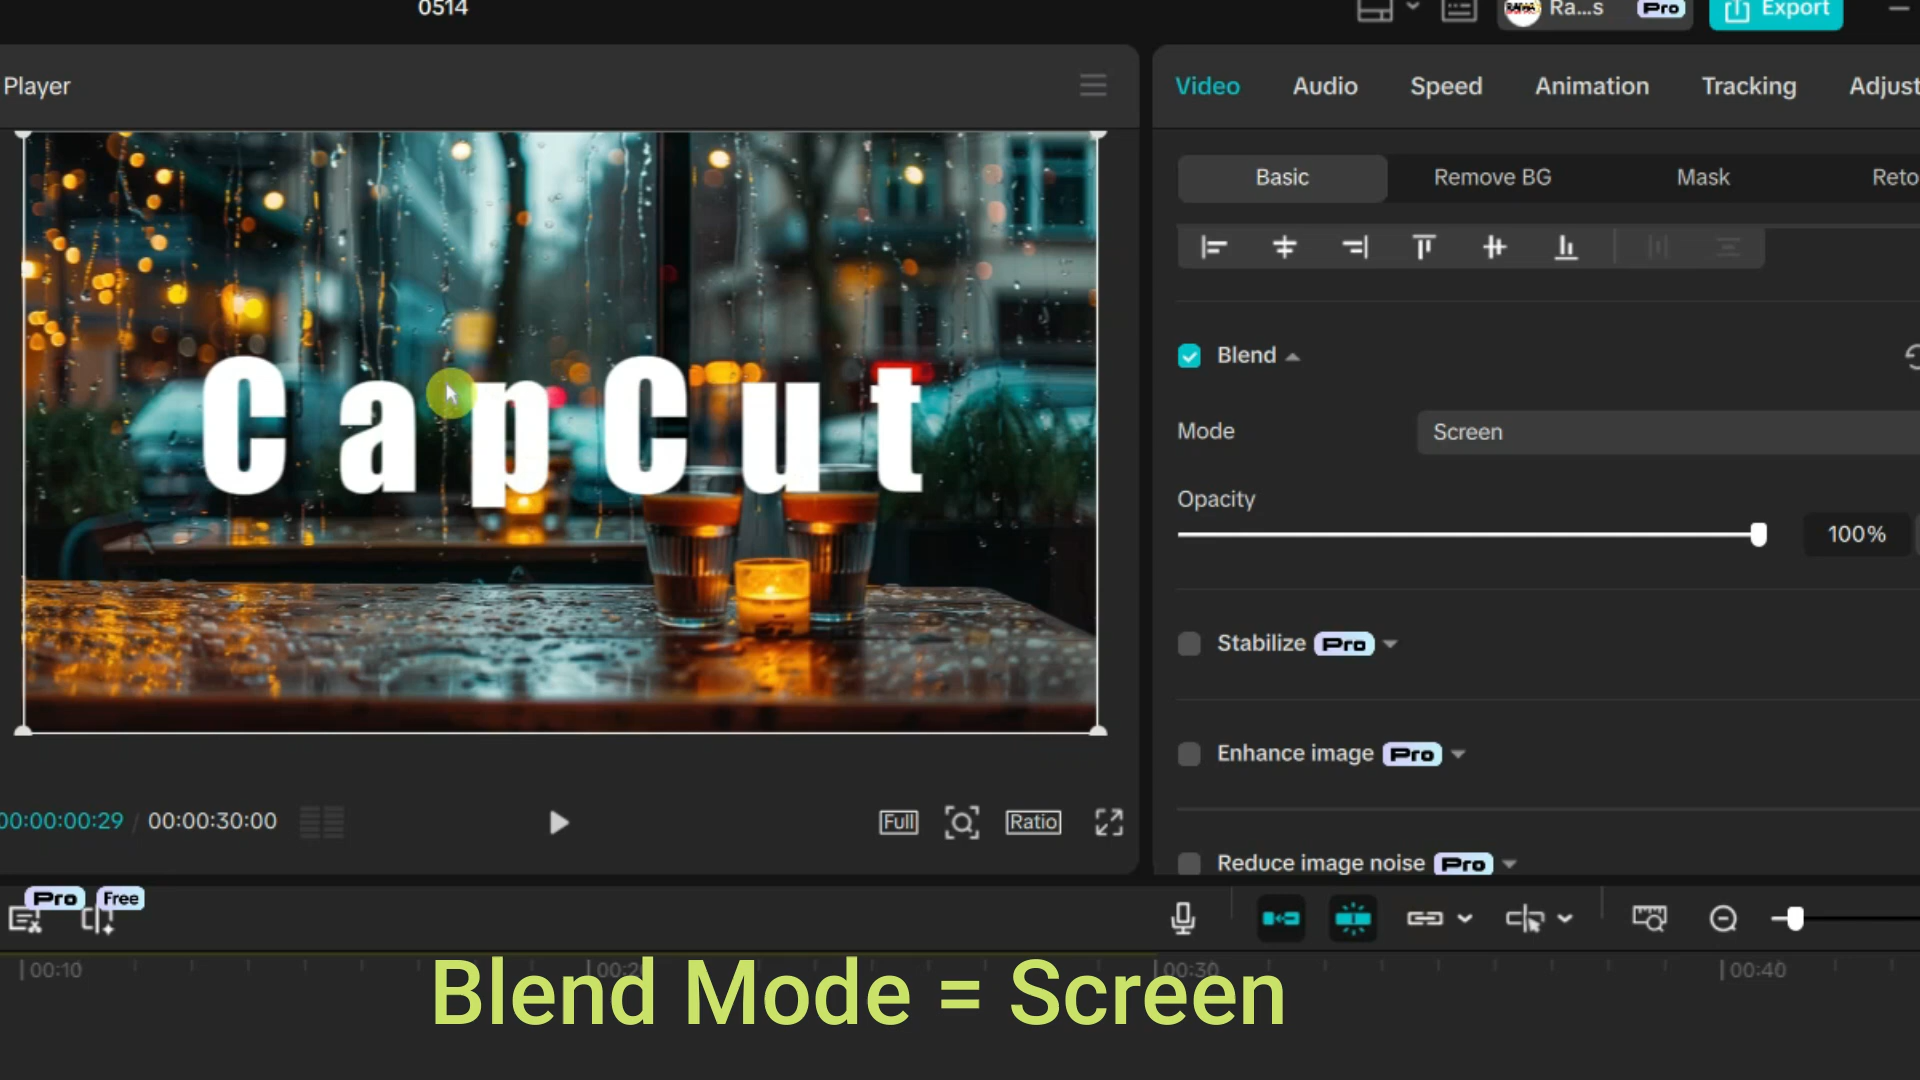 0514
Ra...s Pro Export
Player
Video Audio Speed Animation Tracking Adjust
Basic Remove BG Mask Reto
Blend
CapCut
Mode Screen
Opacity
100%
Stabilize Pro
Enhance image Pro
00:00:00:29 / 00:00:30:00 Full Ratio
Reduce image noise Pro
Pro Free
00:10 00:20 00:30 00:40
Blend Mode = Screen